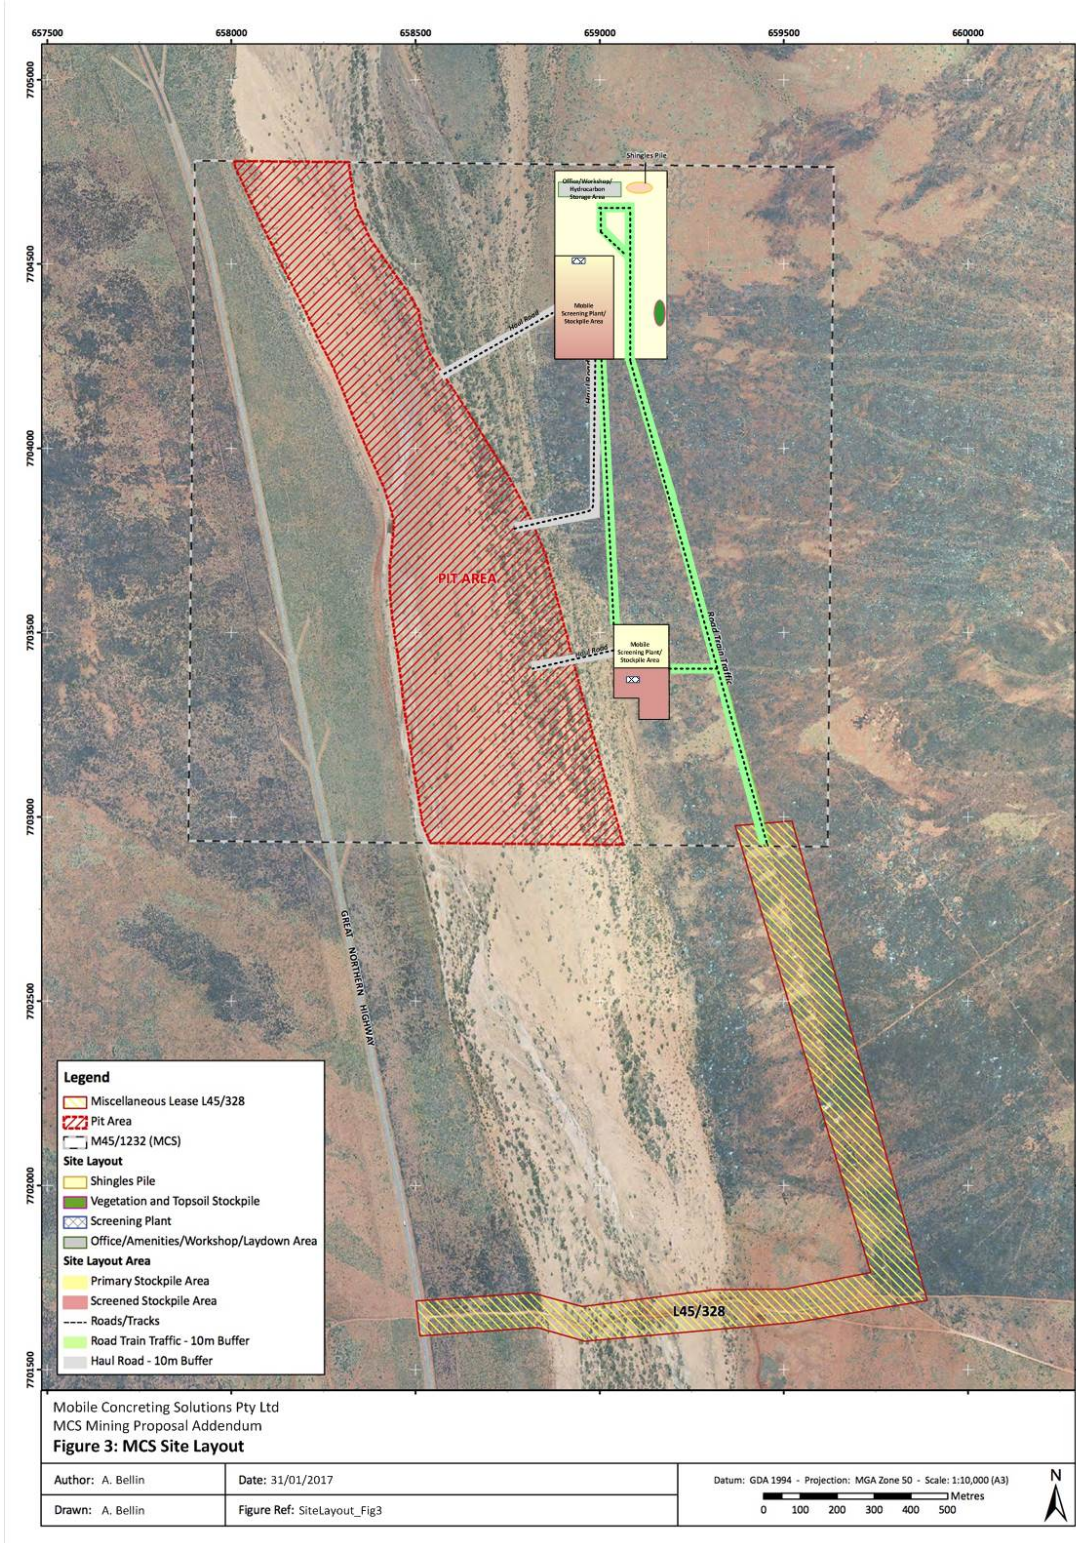 657500
658000
658500
659000
659500
660000
7705000
7704500
7704000
7703500
7703000
7702500
7702000
7701500
Shingles Pile
Office/Workshop/
Hydrocarbon
Storage Area
Mobile
Screening Plant/
Stockpile Area
Haul Road
Haul Road
PIT AREA
Haul Road
Mobile
Screening Plant/
Stockpile Area
Road Train Traffic
GREAT NORTHERN HIGHWAY
L45/328
Legend
Miscellaneous Lease L45/328
Pit Area
M45/1232 (MCS)
Site Layout
Shingles Pile
Vegetation and Topsoil Stockpile
Screening Plant
Office/Amenities/Workshop/Laydown Area
Site Layout Area
Primary Stockpile Area
Screened Stockpile Area
Roads/Tracks
Road Train Traffic - 10m Buffer
Haul Road - 10m Buffer
Mobile Concreting Solutions Pty Ltd
MCS Mining Proposal Addendum
Figure 3: MCS Site Layout
Author: A. Bellin
Date: 31/01/2017
Drawn: A. Bellin
Figure Ref: SiteLayout_Fig3
Datum: GDA 1994 - Projection: MGA Zone 50 - Scale: 1:10,000 (A3)
Metres
0 100 200 300 400 500
N